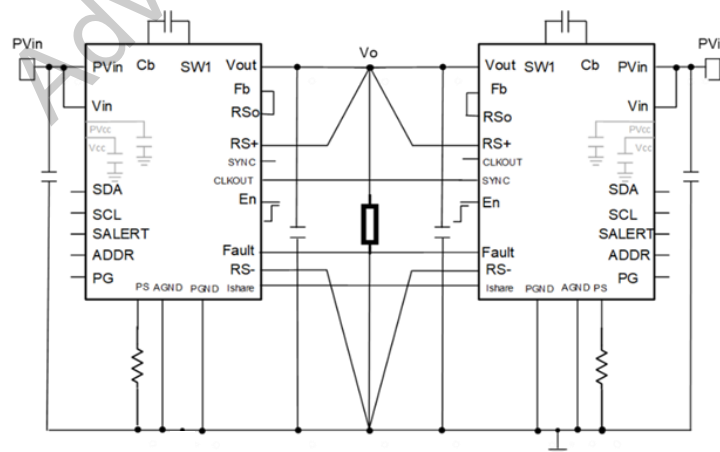 Adv
PVin
PVin Cb SW1 Vout
Vin
Fb
RSo
PVcc
Vcc
RS+
SYNC
CLKOUT
SDA
En
SCL
SALERT
ADDR
Fault
RS-
PG
PS AGND PGND Ishare
Vo
PVi
Vout SW1 Cb PVin
Fb
Vin
RSo
PVcc
RS+
Vcc
CLKOUT
SYNC
SDA
En
SCL
SALERT
Fault
ADDR
RS-
PG
Ishare PGND AGND PS